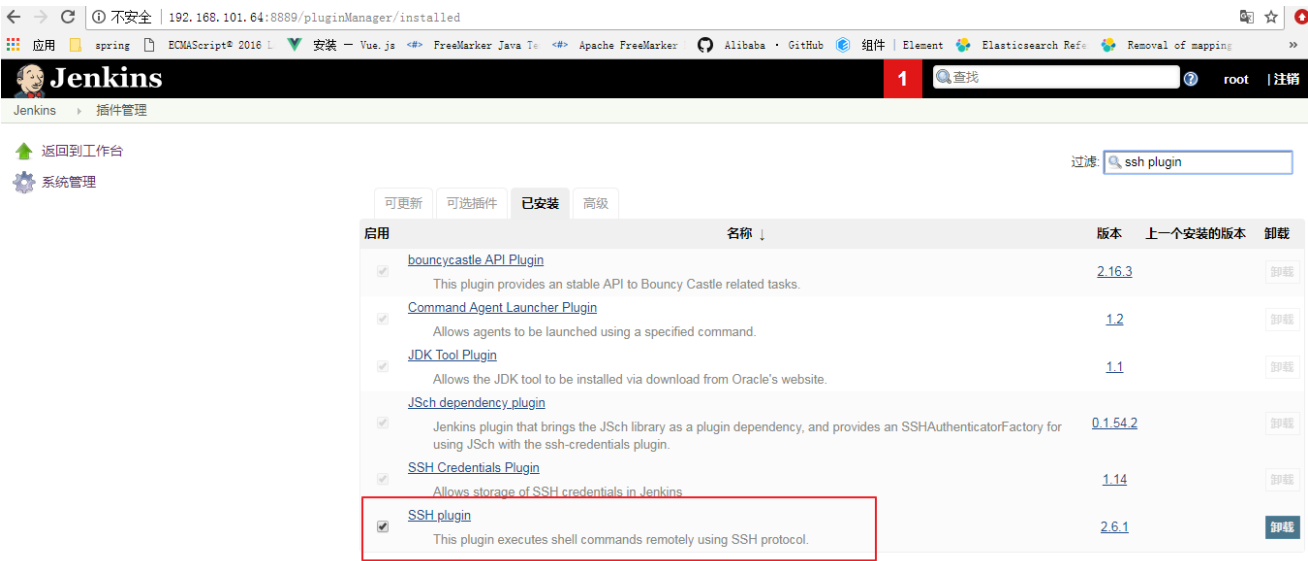 不安全 | 192.168.101.64:8889/pluginManager/installed
应用 spring ECMAScript® 2016 L 安装 — Vue.js <#> FreeMarker Java Te <#> Apache FreeMarker Alibaba · GitHub 组件 | Element Elasticsearch Refe Removal of mapping »
Jenkins 1 查找 ? root | 注销
Jenkins 插件管理
返回到工作台
过滤: ssh plugin
系统管理
可更新 可选插件 已安装 高级
启用 名称 ↓ 版本 上一个安装的版本 卸载
bouncycastle API Plugin
This plugin provides an stable API to Bouncy Castle related tasks.
2.16.3 卸载
Command Agent Launcher Plugin
Allows agents to be launched using a specified command.
1.2 卸载
JDK Tool Plugin
Allows the JDK tool to be installed via download from Oracle's website.
1.1 卸载
JSch dependency plugin
Jenkins plugin that brings the JSch library as a plugin dependency, and provides an SSHAuthenticatorFactory for
using JSch with the ssh-credentials plugin.
0.1.54.2 卸载
SSH Credentials Plugin
Allows storage of SSH credentials in Jenkins
1.14 卸载
SSH plugin
This plugin executes shell commands remotely using SSH protocol.
2.6.1 卸载